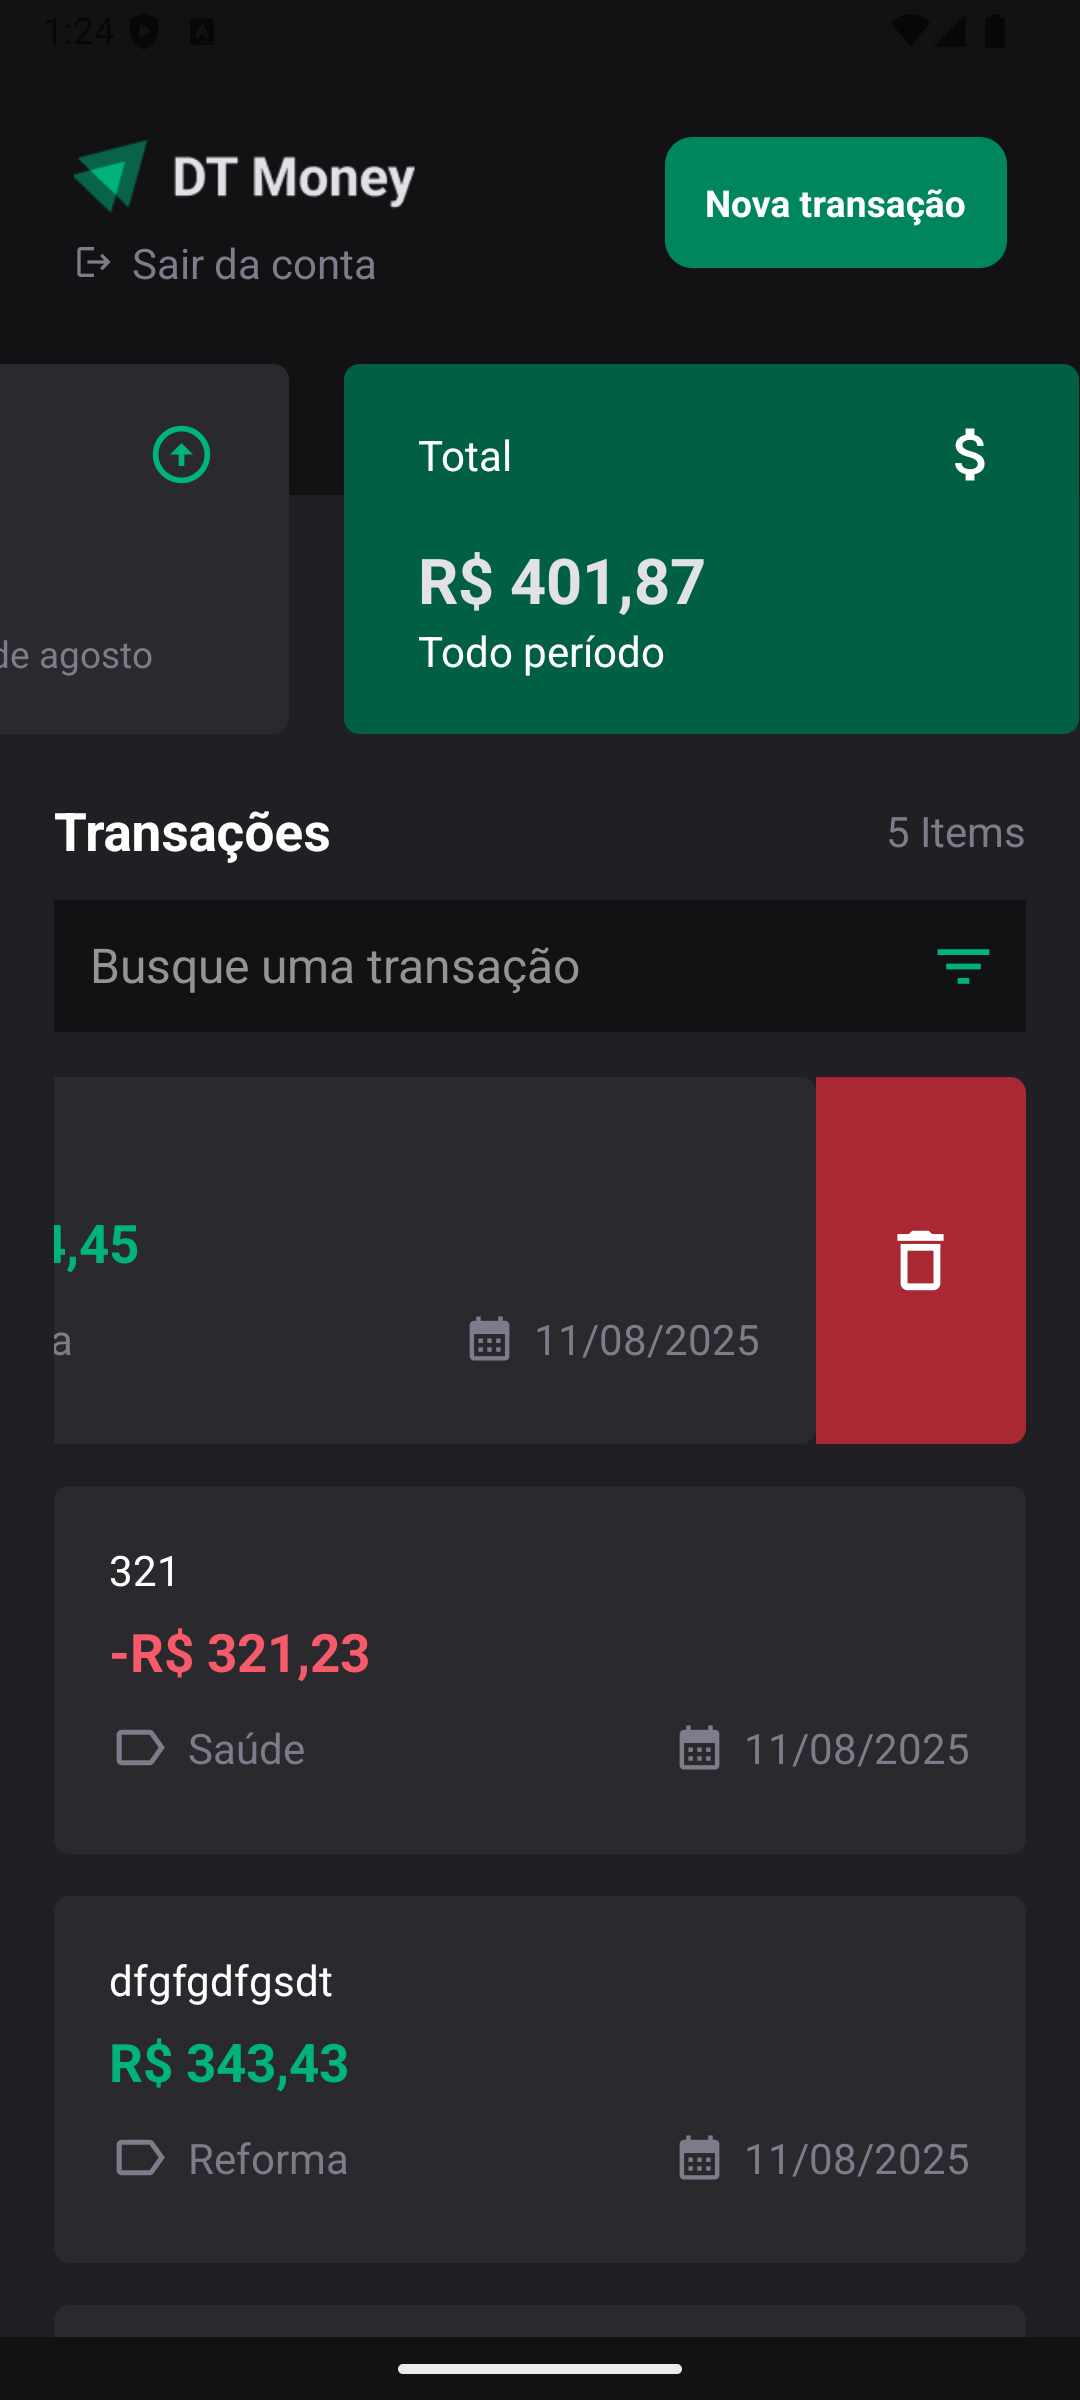 1:24
DT Money
Sair da conta
Nova transação
de agosto
Total
$
R$ 401,87
Todo período
Transações
5 Items
Busque uma transação
4,45
a
11/08/2025
321
-R$ 321,23
Saúde
11/08/2025
dfgfgdfgsdt
R$ 343,43
Reforma
11/08/2025